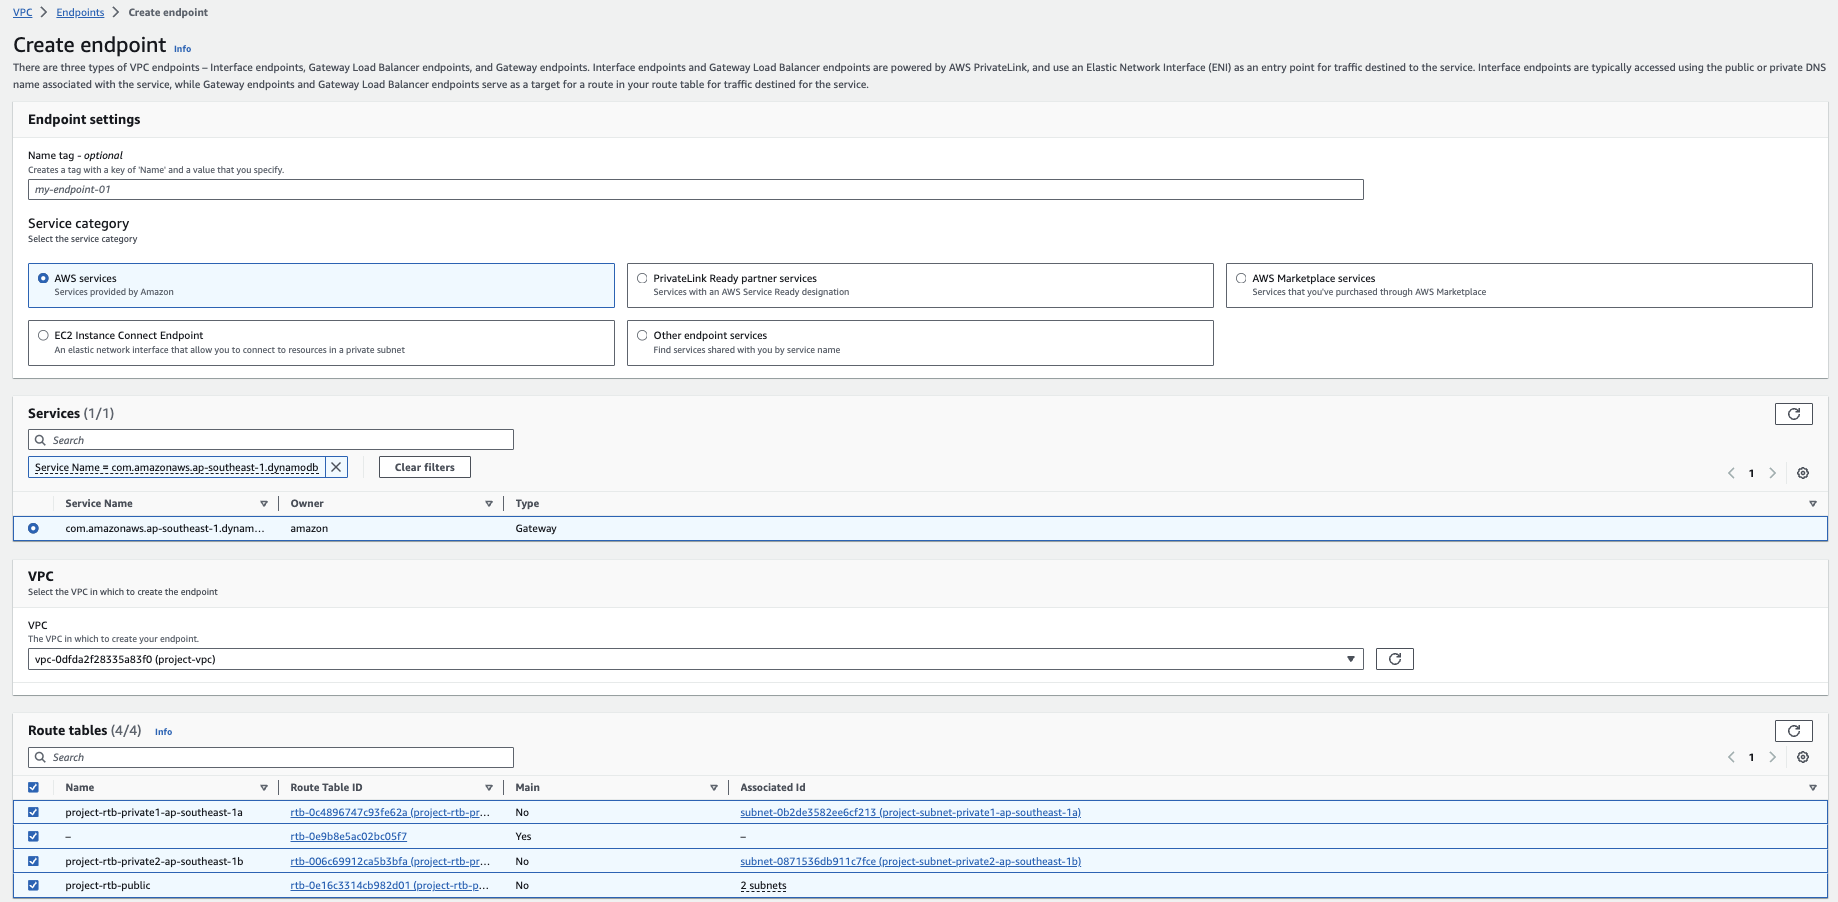 VPC > Endpoints > Create endpoint
Create endpoint Info
There are three types of VPC endpoints – Interface endpoints, Gateway Load Balancer endpoints, and Gateway endpoints. Interface endpoints and Gateway Load Balancer endpoints are powered by AWS PrivateLink, and use an Elastic Network Interface (ENI) as an entry point for traffic destined to the service. Interface endpoints are typically accessed using the public or private DNS
name associated with the service, while Gateway endpoints and Gateway Load Balancer endpoints serve as a target for a route in your route table for traffic destined for the service.
Endpoint settings
Name tag - optional
Creates a tag with a key of 'Name' and a value that you specify.
my-endpoint-01
Service category
Select the service category
AWS services
Services provided by Amazon
PrivateLink Ready partner services
Services with an AWS Service Ready designation
AWS Marketplace services
Services that you've purchased through AWS Marketplace
EC2 Instance Connect Endpoint
An elastic network interface that allow you to connect to resources in a private subnet
Other endpoint services
Find services shared with you by service name
Services (1/1)
Search
Service Name = com.amazonaws.ap-southeast-1.dynamodb
Clear filters
1
Service Name Owner Type
com.amazonaws.ap-southeast-1.dynam... amazon Gateway
VPC
Select the VPC in which to create the endpoint
VPC
The VPC in which to create your endpoint.
vpc-0dfda2f28335a83f0 (project-vpc)
Route tables (4/4) Info
Search
1
Name Route Table ID Main Associated Id
project-rtb-private1-ap-southeast-1a rtb-0c4896747c93fe62a (project-rtb-pr... No subnet-0b2de3582ee6cf213 (project-subnet-private1-ap-southeast-1a)
– rtb-0e9b8e5ac02bc05f7 Yes –
project-rtb-private2-ap-southeast-1b rtb-006c69912ca5b3bfa (project-rtb-pr... No subnet-0871536db911c7fce (project-subnet-private2-ap-southeast-1b)
project-rtb-public rtb-0e16c3314cb982d01 (project-rtb-p... No 2 subnets